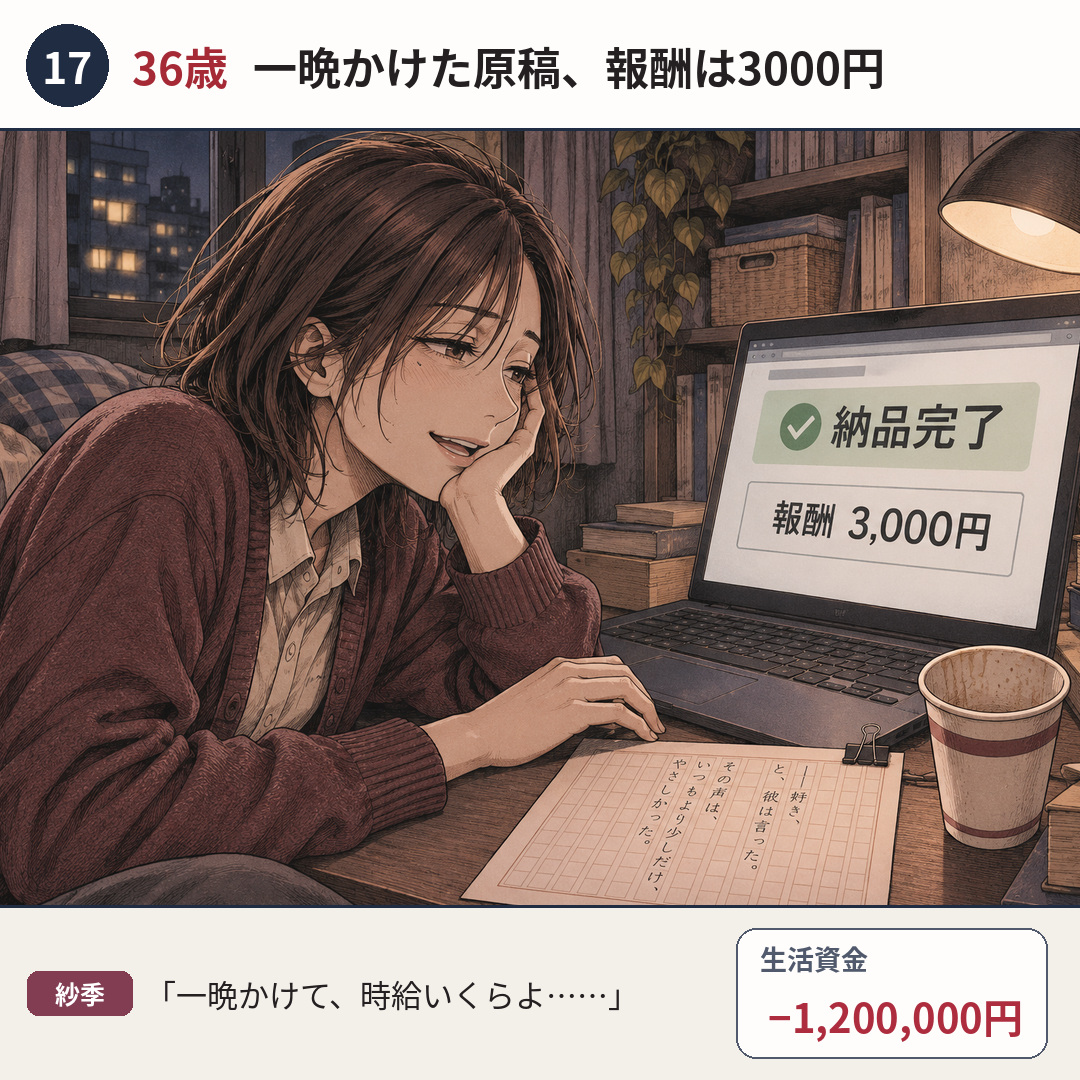 17 36歳 一晩かけた原稿、報酬は3000円
納品完了
報酬 3,000円
――好き、
と、彼は言った。
その声は、
いつもより少しだけ、
やさしかった。
紗季 「一晩かけて、時給いくらよ……」
生活資金
−1,200,000円